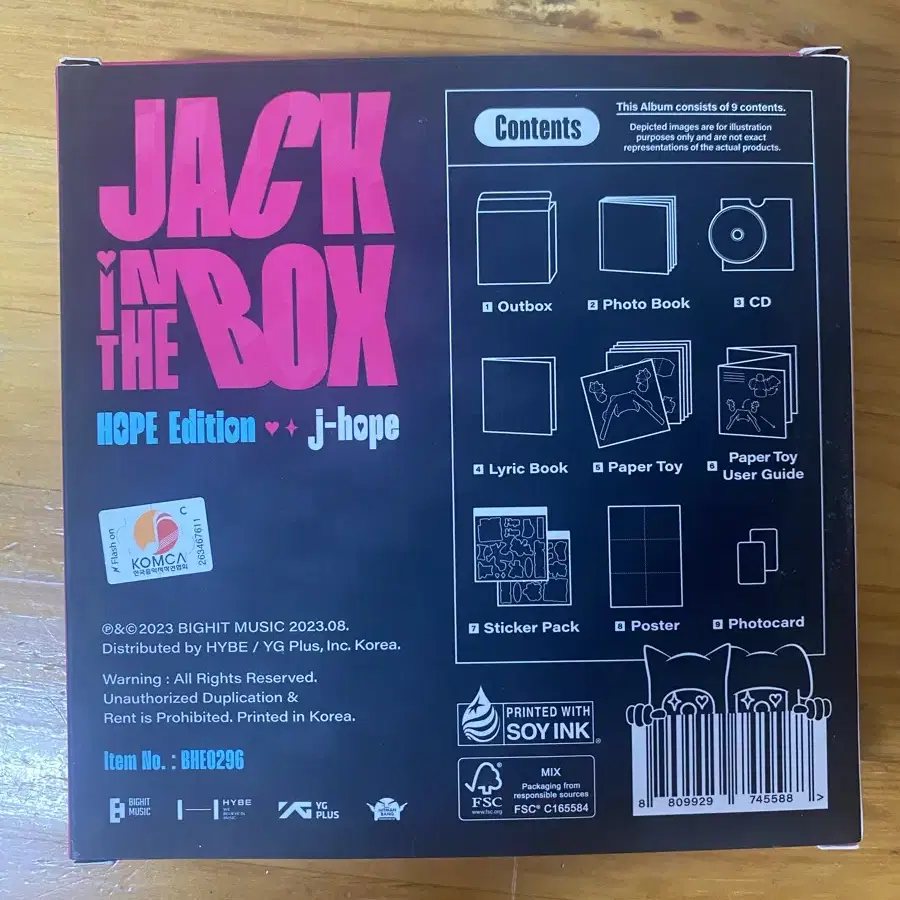 JACK
iN
THE
BOX
HOPE Edition j-hope
Flash on
C
KOMCA
한국음악저작권협회
263467611
℗&©2023 BIGHIT MUSIC 2023.08.
Distributed by HYBE / YG Plus, Inc. Korea.
Warning : All Rights Reserved.
Unauthorized Duplication &
Rent is Prohibited. Printed in Korea.
Item No. : BHE0296
BIGHIT
MUSIC
HYBE
YG
PLUS
Contents
This Album consists of 9 contents.
Depicted images are for illustration
purposes only and are not exact
representations of the actual products.
1 Outbox
2 Photo Book
3 CD
4 Lyric Book
5 Paper Toy
6 Paper Toy
User Guide
7 Sticker Pack
8 Poster
9 Photocard
PRINTED WITH
SOY INK
®
FSC
www.fsc.org
MIX
Packaging from
responsible sources
FSC® C165584
8 809929 745588 >